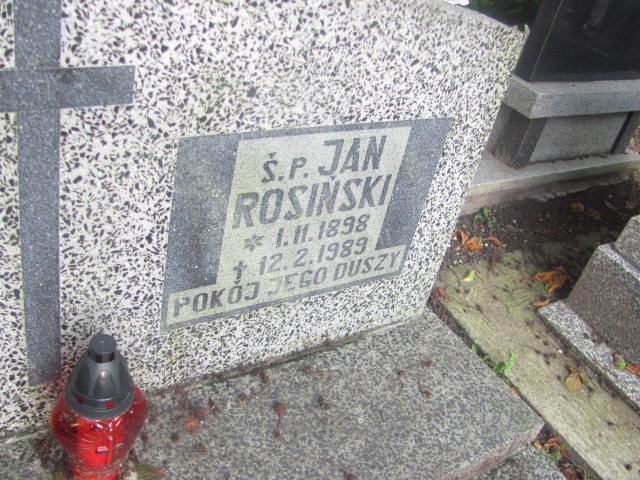 Ś.P. JAN
ROSIŃSKI
* 1.11.1898
† 12.2.1989
POKÓJ JEGO DUSZY